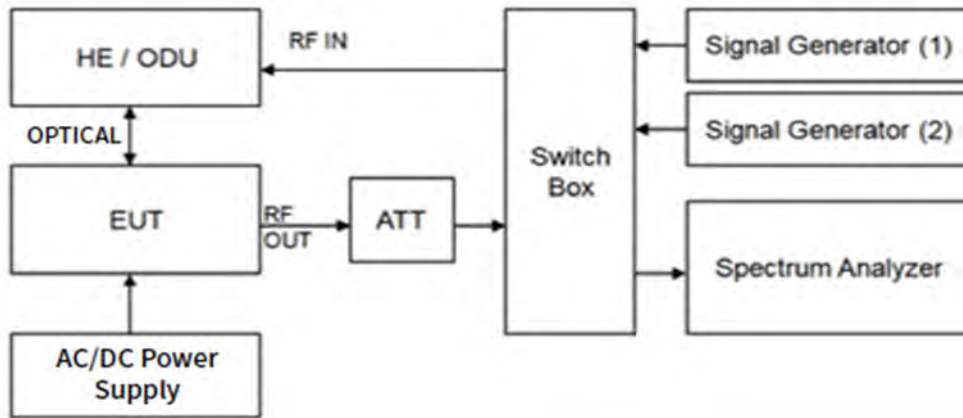 HE / ODU
RF IN
Signal Generator (1)
OPTICAL
Signal Generator (2)
Switch
Box
EUT
RF
OUT
ATT
Spectrum Analyzer
AC/DC Power
Supply